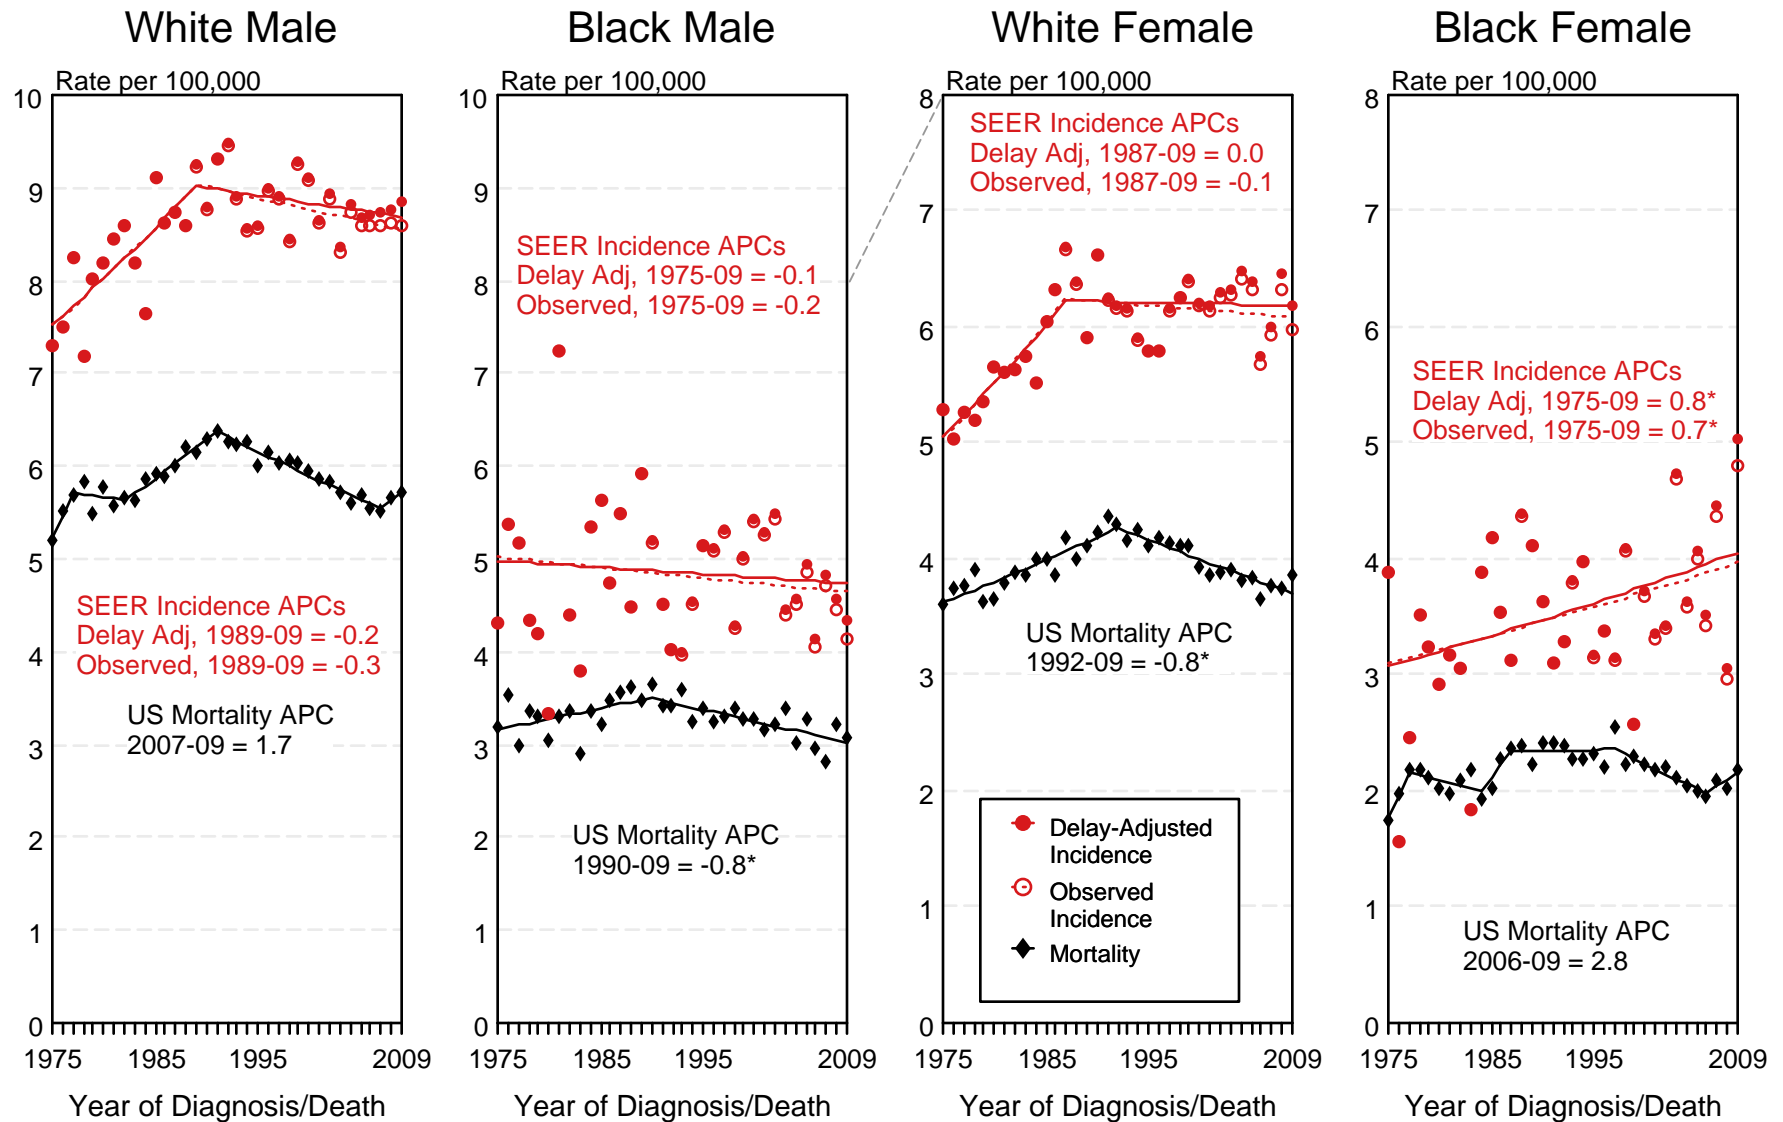 White Male
Rate per 100,000
10
9
8
7
6
5
4
3
2
1
0
SEER Incidence APCs
Delay Adj, 1989-09 = -0.2
Observed, 1989-09 = -0.3
US Mortality APC
2007-09 = 1.7
1975 1985 1995 2009
Year of Diagnosis/Death
Black Male
Rate per 100,000
10
9
8
7
6
5
4
3
2
1
0
SEER Incidence APCs
Delay Adj, 1975-09 = -0.1
Observed, 1975-09 = -0.2
US Mortality APC
1990-09 = -0.8*
1975 1985 1995 2009
Year of Diagnosis/Death
White Female
Rate per 100,000
8
7
6
5
4
3
2
1
0
SEER Incidence APCs
Delay Adj, 1987-09 = 0.0
Observed, 1987-09 = -0.1
US Mortality APC
1992-09 = -0.8*
Delay-Adjusted
Incidence
Observed
Incidence
Mortality
1975 1985 1995 2009
Year of Diagnosis/Death
Black Female
Rate per 100,000
8
7
6
5
4
3
2
1
0
SEER Incidence APCs
Delay Adj, 1975-09 = 0.8*
Observed, 1975-09 = 0.7*
US Mortality APC
2006-09 = 2.8
1975 1985 1995 2009
Year of Diagnosis/Death